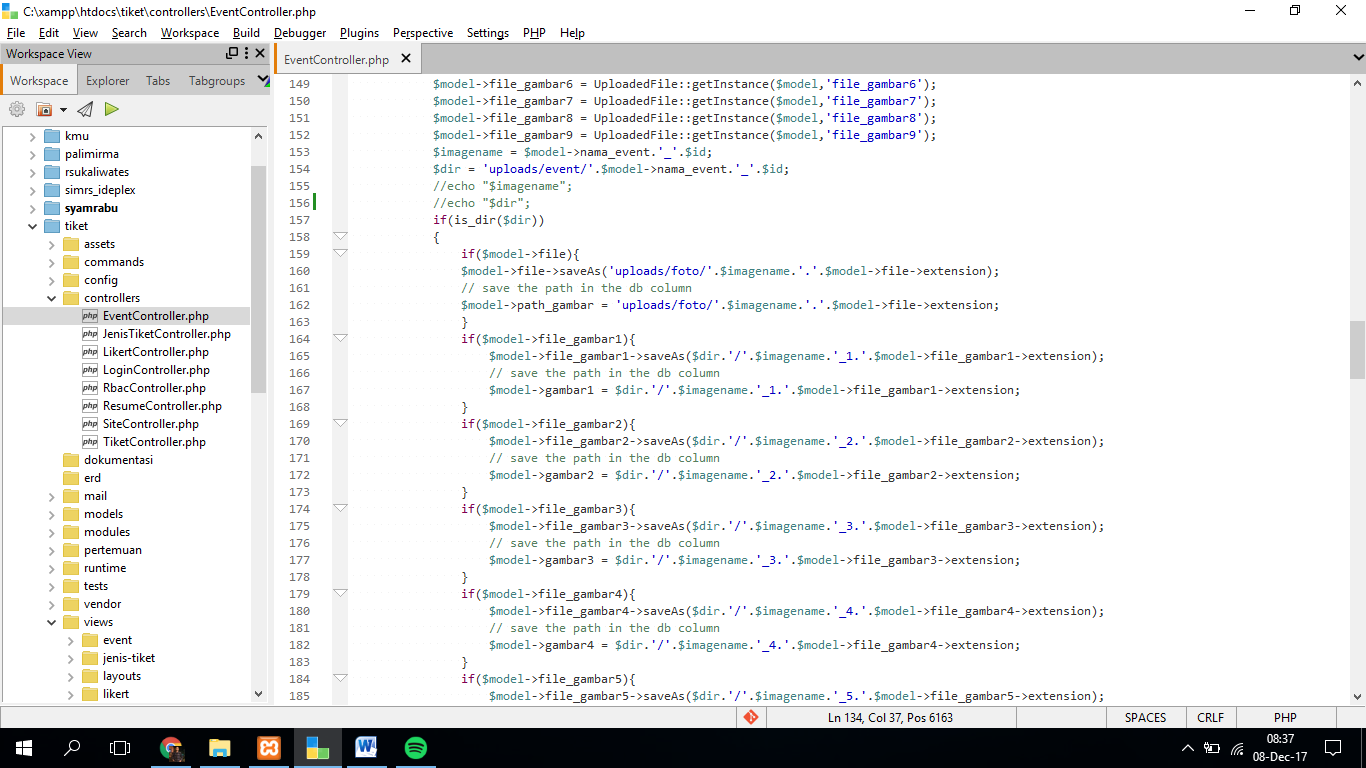 C:\xampp\htdocs\tiket\controllers\EventController.php
File Edit View Search Workspace Build Debugger Plugins Perspective Settings PHP Help
Workspace View
Workspace Explorer Tabs Tabgroups
kmu
palimirma
rsukaliwates
simrs_ideplex
syamrabu
tiket
assets
commands
config
controllers
php EventController.php
php JenisTiketController.php
php LikertController.php
php LoginController.php
php RbacController.php
php ResumeController.php
php SiteController.php
php TiketController.php
dokumentasi
erd
mail
models
modules
pertemuan
runtime
tests
vendor
views
event
jenis-tiket
layouts
likert
EventController.php
149 $model->file_gambar6 = UploadedFile::getInstance($model,'file_gambar6');
150 $model->file_gambar7 = UploadedFile::getInstance($model,'file_gambar7');
151 $model->file_gambar8 = UploadedFile::getInstance($model,'file_gambar8');
152 $model->file_gambar9 = UploadedFile::getInstance($model,'file_gambar9');
153 $imagename = $model->nama_event.'_'.$id;
154 $dir = 'uploads/event/'.$model->nama_event.'_'.$id;
155 //echo "$imagename";
156 //echo "$dir";
157 if(is_dir($dir))
158 {
159 if($model->file){
160 $model->file->saveAs('uploads/foto/'.$imagename.'.'.$model->file->extension);
161 // save the path in the db column
162 $model->path_gambar = 'uploads/foto/'.$imagename.'.'.$model->file->extension;
163 }
164 if($model->file_gambar1){
165 $model->file_gambar1->saveAs($dir.'/'.$imagename.'_1.'.$model->file_gambar1->extension);
166 // save the path in the db column
167 $model->gambar1 = $dir.'/'.$imagename.'_1.'.$model->file_gambar1->extension;
168 }
169 if($model->file_gambar2){
170 $model->file_gambar2->saveAs($dir.'/'.$imagename.'_2.'.$model->file_gambar2->extension);
171 // save the path in the db column
172 $model->gambar2 = $dir.'/'.$imagename.'_2.'.$model->file_gambar2->extension;
173 }
174 if($model->file_gambar3){
175 $model->file_gambar3->saveAs($dir.'/'.$imagename.'_3.'.$model->file_gambar3->extension);
176 // save the path in the db column
177 $model->gambar3 = $dir.'/'.$imagename.'_3.'.$model->file_gambar3->extension;
178 }
179 if($model->file_gambar4){
180 $model->file_gambar4->saveAs($dir.'/'.$imagename.'_4.'.$model->file_gambar4->extension);
181 // save the path in the db column
182 $model->gambar4 = $dir.'/'.$imagename.'_4.'.$model->file_gambar4->extension;
183 }
184 if($model->file_gambar5){
185 $model->file_gambar5->saveAs($dir.'/'.$imagename.'_5.'.$model->file_gambar5->extension);
Ln 134, Col 37, Pos 6163 SPACES CRLF PHP
08:37
08-Dec-17